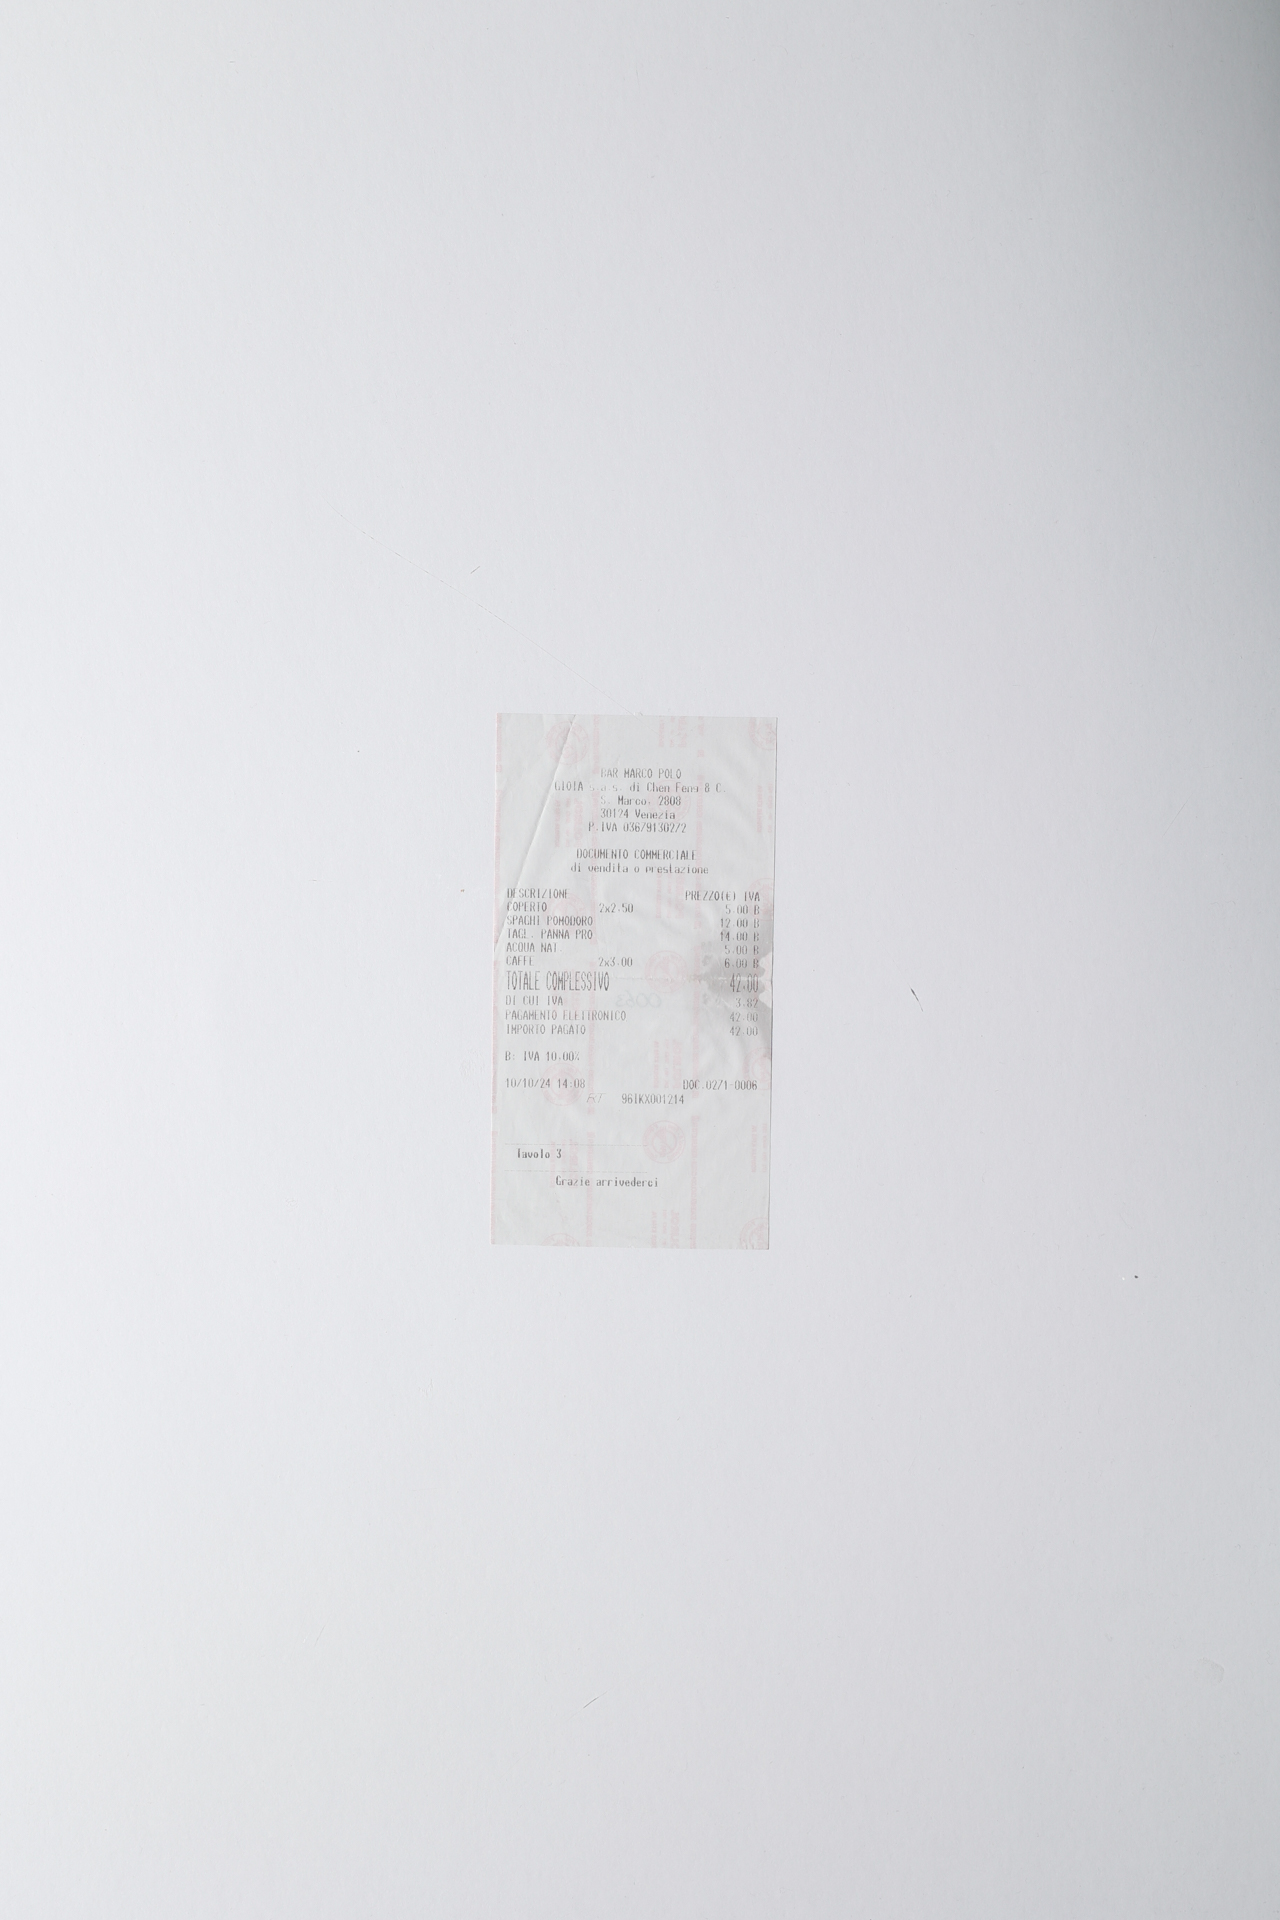 BAR MARCO POLO
GIOIA s.a.s. di Chen Feng & C.
S. Marco, 2808
30124 Venezia
P.IVA
DOCUMENTO COMMERCIALE
di vendita o prestazione
DESCRIZIONE PREZZO(€) IVA
COPERTO 2x2.50 5.00 B
SPAGHI POMODORO 12.00 B
TAGL. PANNA PRO 14.00 B
ACQUA NAT. 5.00 B
CAFFE 2x3.00 6.00 B
TOTALE COMPLESSIVO 42.00
DI CUI IVA 3.82
PAGAMENTO ELETTRONICO 42.00
IMPORTO PAGATO 42.00
B: IVA 10.00%
10/10/24 14:08 DOC.0271-0006
RT 96IKX001214
Tavolo 3
Grazie arrivederci